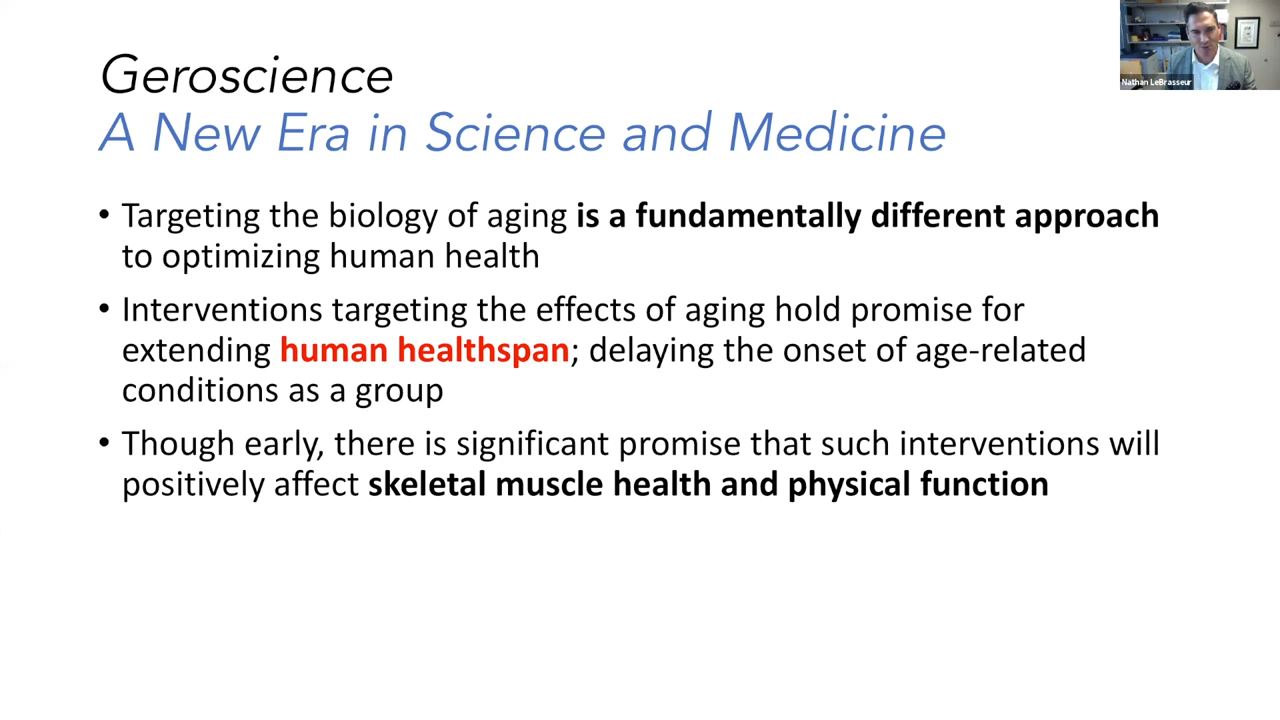 Geroscience
A New Era in Science and Medicine
Nathan LeBrasseur
• Targeting the biology of aging is a fundamentally different approach
to optimizing human health
• Interventions targeting the effects of aging hold promise for
extending human healthspan; delaying the onset of age-related
conditions as a group
• Though early, there is significant promise that such interventions will
positively affect skeletal muscle health and physical function